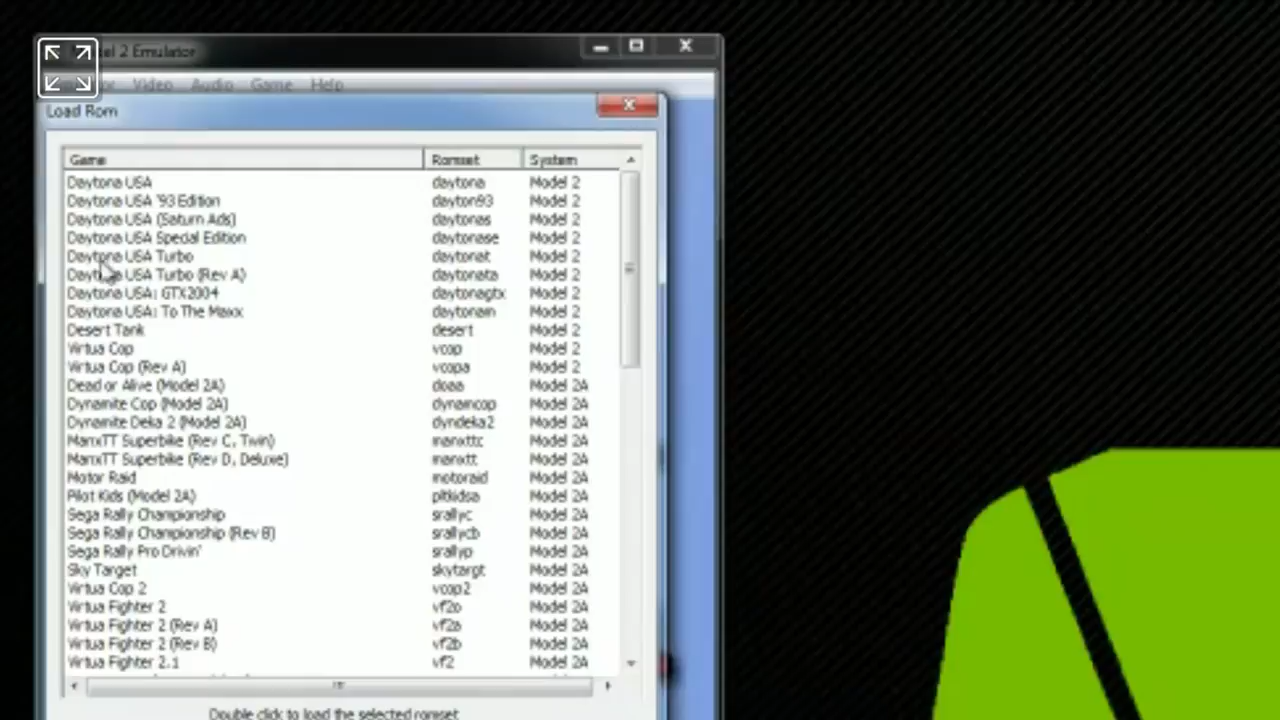 2 Emulator
Video Audio Game Help
Load Rom
Game Romset System
Daytona USA daytona Model 2
Daytona USA '93 Edition dayton93 Model 2
Daytona USA (Saturn Ads) daytonas Model 2
Daytona USA Special Edition daytonase Model 2
Daytona USA Turbo daytonat Model 2
Daytona USA Turbo (Rev A) daytonata Model 2
Daytona USA: GTX2004 daytonagtx Model 2
Daytona USA: To The Maxx daytonam Model 2
Desert Tank desert Model 2
Virtua Cop vcop Model 2
Virtua Cop (Rev A) vcopa Model 2
Dead or Alive (Model 2A) doaa Model 2A
Dynamite Cop (Model 2A) dynamcop Model 2A
Dynamite Deka 2 (Model 2A) dyndeka2 Model 2A
ManxTT Superbike (Rev C, Twin) manxttc Model 2A
ManxTT Superbike (Rev D, Deluxe) manxtt Model 2A
Motor Raid motoraid Model 2A
Pilot Kids (Model 2A) pltkidsa Model 2A
Sega Rally Championship srallyc Model 2A
Sega Rally Championship (Rev B) srallycb Model 2A
Sega Rally Pro Drivin' srallyp Model 2A
Sky Target skytargt Model 2A
Virtua Cop 2 vcop2 Model 2A
Virtua Fighter 2 vf2o Model 2A
Virtua Fighter 2 (Rev A) vf2a Model 2A
Virtua Fighter 2 (Rev B) vf2b Model 2A
Virtua Fighter 2.1 vf2 Model 2A
Double click to load the selected romset